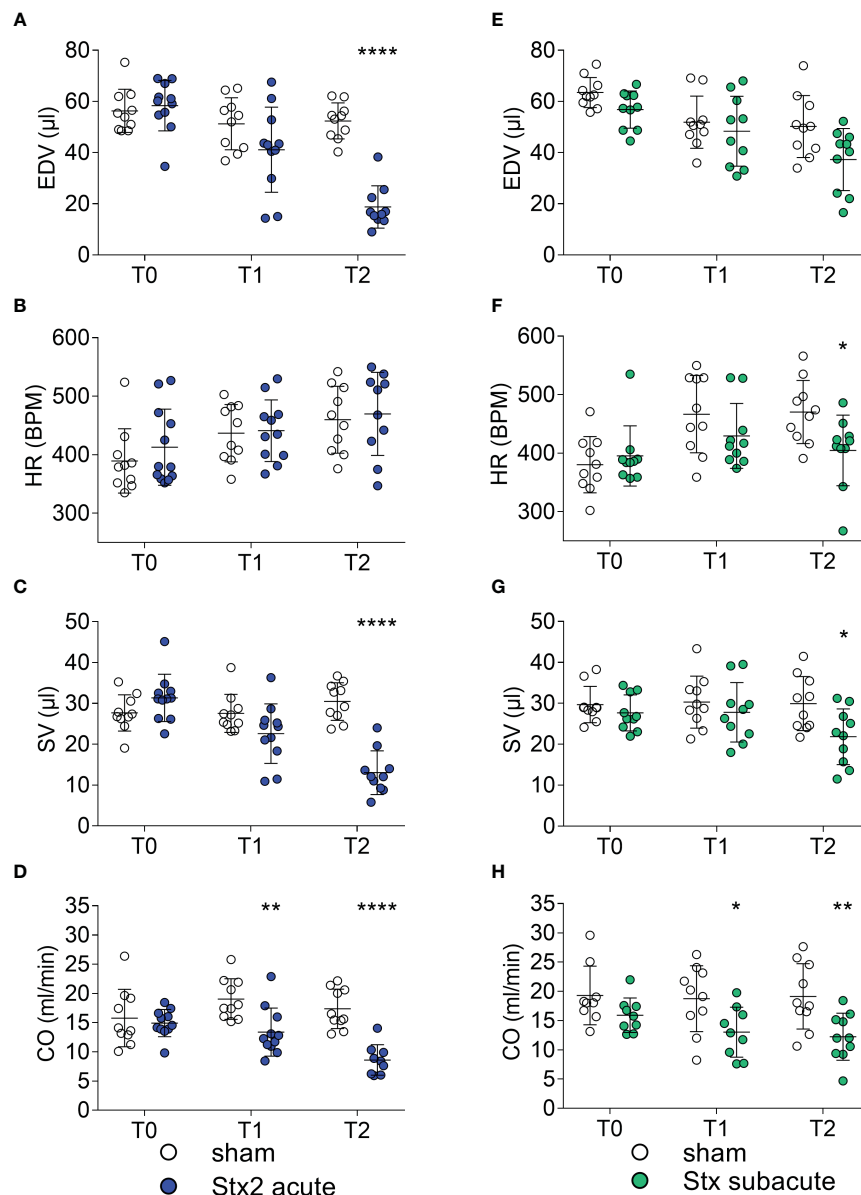 A
EDV (µl)
80
60
40
20
0
****
T0 T1 T2
B
HR (BPM)
600
500
400
300
T0 T1 T2
C
SV (µl)
50
40
30
20
10
0
****
T0 T1 T2
D
CO (ml/min)
35
30
25
20
15
10
5
0
** ****
T0 T1 T2
sham
Stx2 acute
E
EDV (µl)
80
60
40
20
0
T0 T1 T2
F
HR (BPM)
600
500
400
300
*
T0 T1 T2
G
SV (µl)
50
40
30
20
10
0
*
T0 T1 T2
H
CO (ml/min)
35
30
25
20
15
10
5
0
* **
T0 T1 T2
sham
Stx subacute